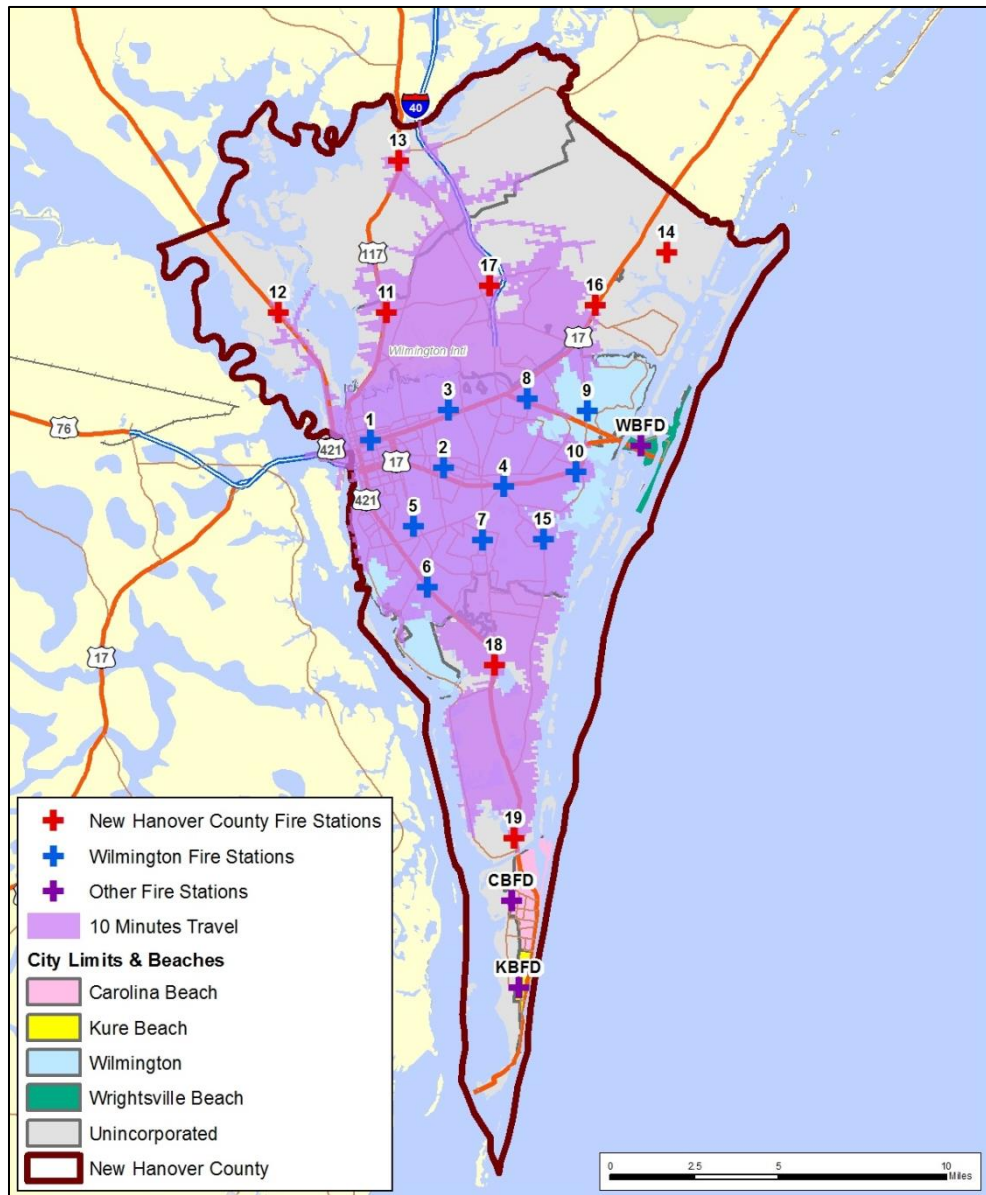 40
13
14
117
17
16
12
11
17
Wilmington Intl
3
8
9
1
WBFD
76
421
17
2
10
4
421
5
7
15
6
17
18
19
CBFD
KBFD
New Hanover County Fire Stations
Wilmington Fire Stations
Other Fire Stations
10 Minutes Travel
City Limits & Beaches
Carolina Beach
Kure Beach
Wilmington
Wrightsville Beach
Unincorporated
New Hanover County
0 2.5 5 10
Miles